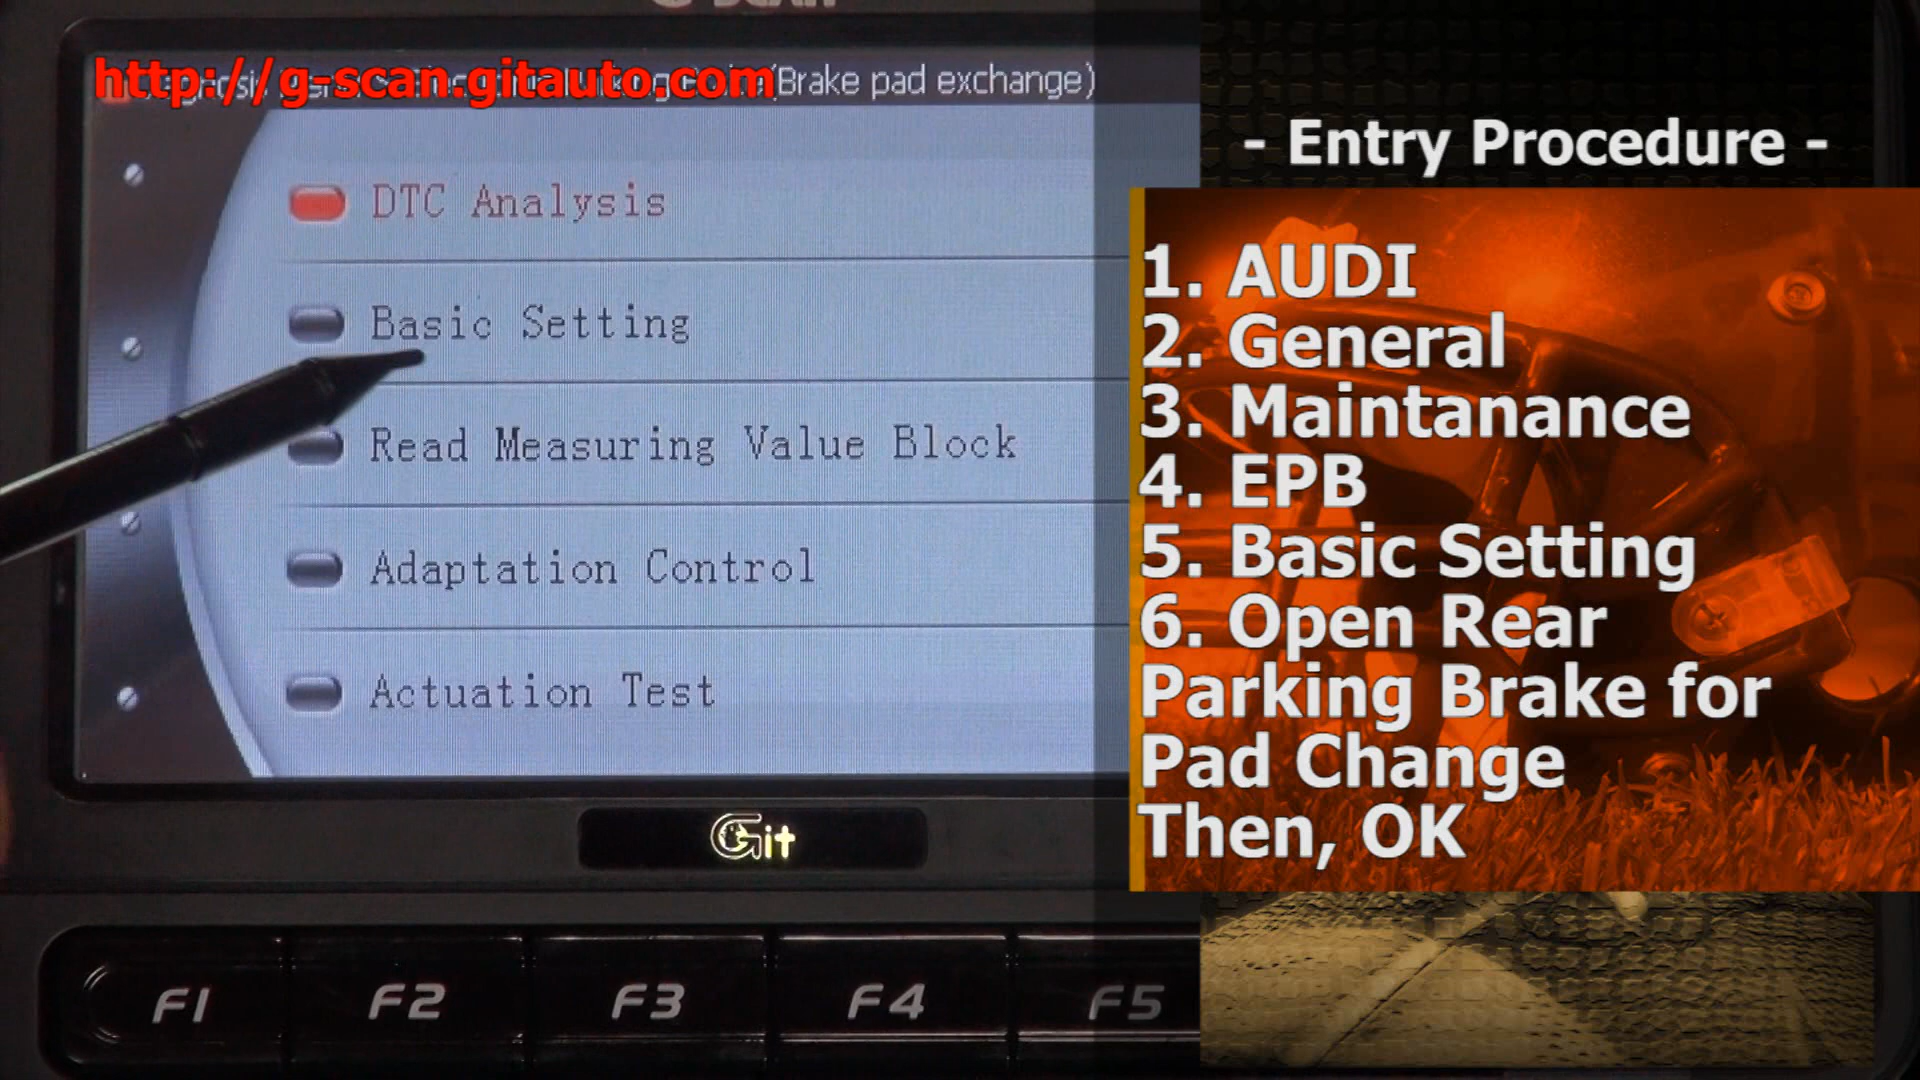 G-SCAN
http://g-scan.gitauto.com
(Brake pad exchange)
DTC Analysis
Basic Setting
Read Measuring Value Block
Adaptation Control
Actuation Test
Git
F1
F2
F3
F4
F5
- Entry Procedure -
1. AUDI
2. General
3. Maintanance
4. EPB
5. Basic Setting
6. Open Rear
Parking Brake for
Pad Change
Then, OK